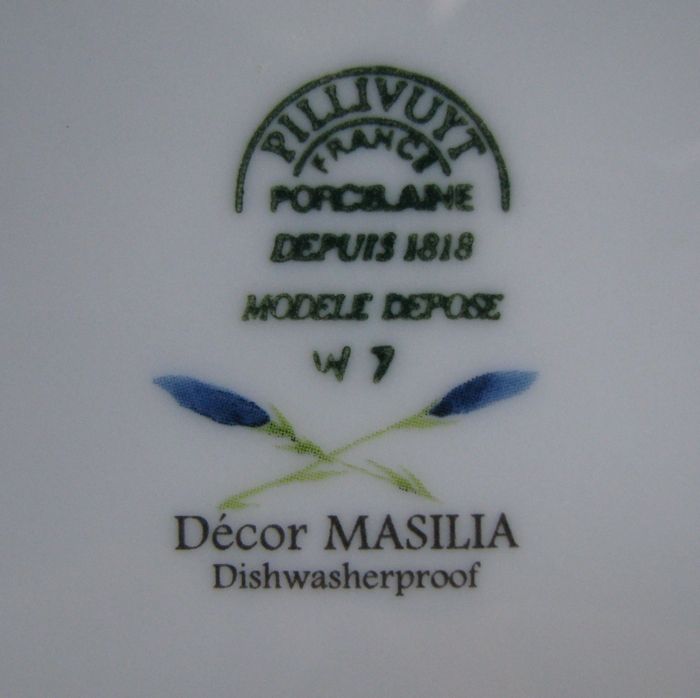 PILLIVUYT
FRANCE
PORCELAINE
DEPUIS 1818
MODELE DEPOSE
W 7
Décor MASILIA
Dishwasherproof